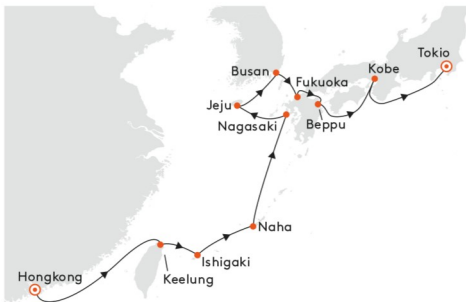 Tokio
Kobe
Busan
Fukuoka
Jeju
Nagasaki
Beppu
Naha
Ishigaki
Keelung
Hongkong